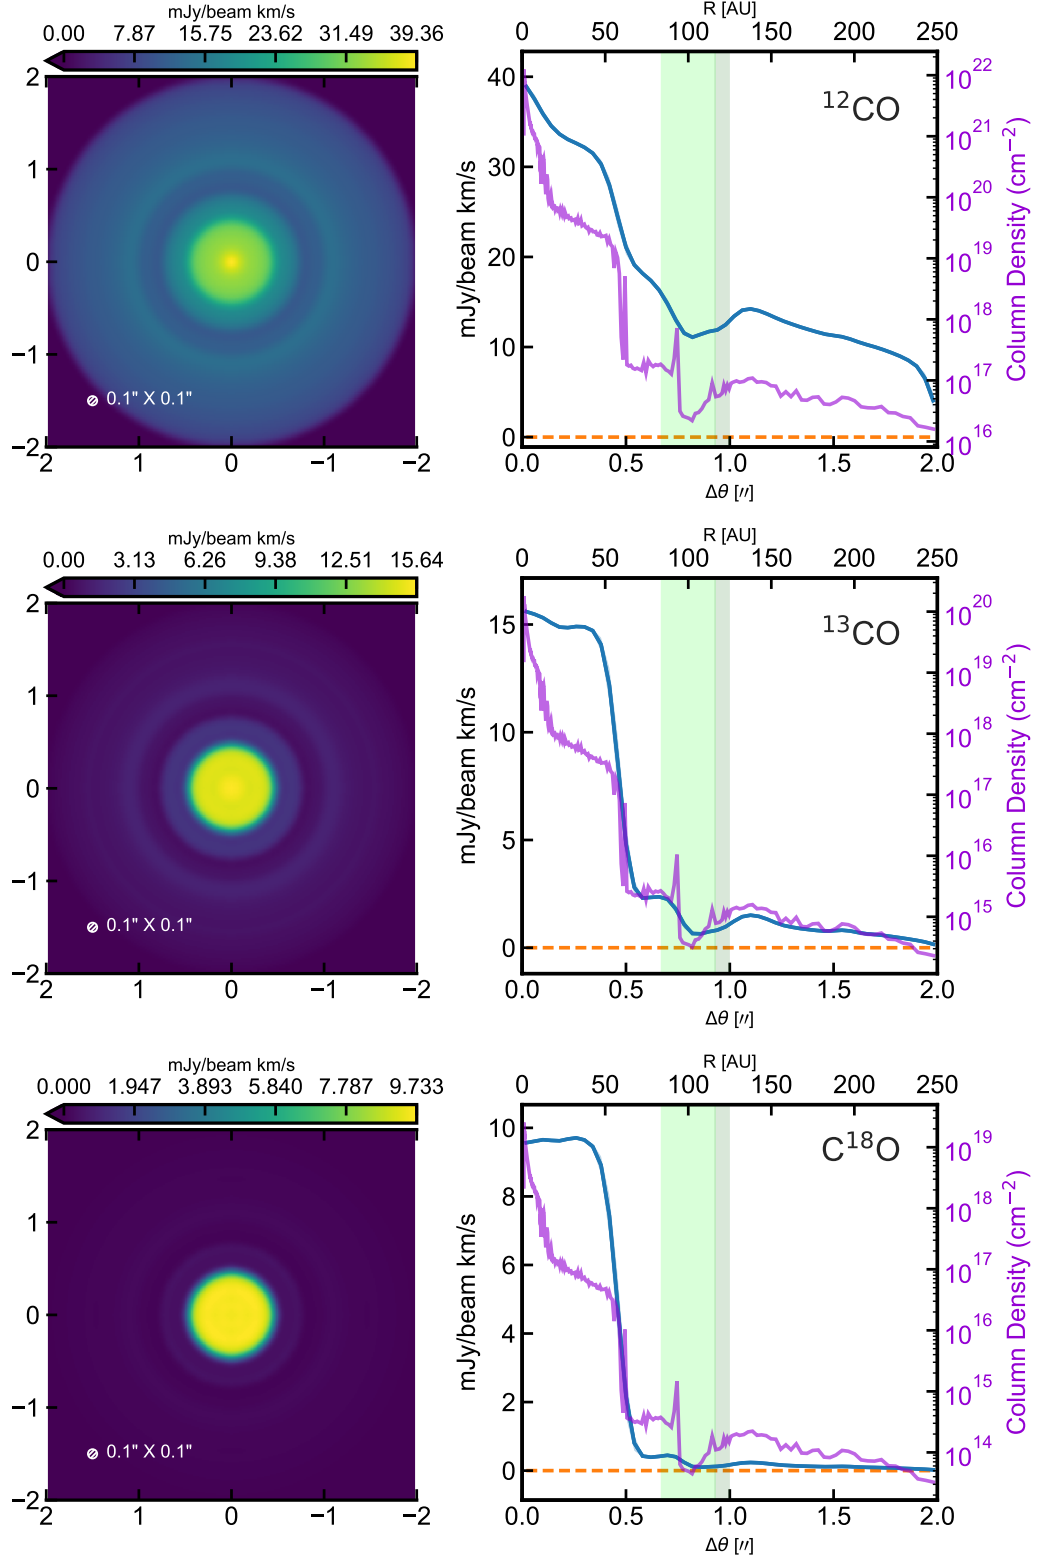 mJy/beam km/s
0.00 7.87 15.75 23.62 31.49 39.36
2
1
0
−1
−2
2 1 0 −1 −2
0.1" X 0.1"
R [AU]
0 50 100 150 200 250
40
30
20
10
0
mJy/beam km/s
¹²CO
10²²
10²¹
10²⁰
10¹⁹
10¹⁸
10¹⁷
10¹⁶
Column Density (cm⁻²)
0.0 0.5 1.0 1.5 2.0
Δθ [″]
mJy/beam km/s
0.00 3.13 6.26 9.38 12.51 15.64
2
1
0
−1
−2
2 1 0 −1 −2
0.1" X 0.1"
R [AU]
0 50 100 150 200 250
15
10
5
0
mJy/beam km/s
¹³CO
10²⁰
10¹⁹
10¹⁸
10¹⁷
10¹⁶
10¹⁵
Column Density (cm⁻²)
0.0 0.5 1.0 1.5 2.0
Δθ [″]
mJy/beam km/s
0.000 1.947 3.893 5.840 7.787 9.733
2
1
0
−1
−2
2 1 0 −1 −2
0.1" X 0.1"
R [AU]
0 50 100 150 200 250
10
8
6
4
2
0
mJy/beam km/s
C¹⁸O
10¹⁹
10¹⁸
10¹⁷
10¹⁶
10¹⁵
10¹⁴
Column Density (cm⁻²)
0.0 0.5 1.0 1.5 2.0
Δθ [″]